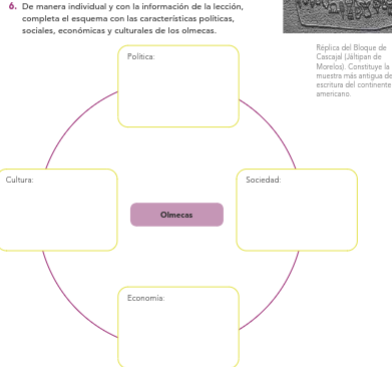 6. De manera individual y con la información de la lección,
completa el esquema con las características políticas,
sociales, económicas y culturales de los olmecas.
Réplica del Bloque de
Cascajal (Jáltipan de
Morelos). Constituye la
muestra más antigua de
escritura del continente
americano.
Política:
Cultura:
Sociedad:
Olmecas
Economía: